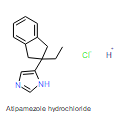 Cl⁻ H⁺
N NH
Atipamezole hydrochloride